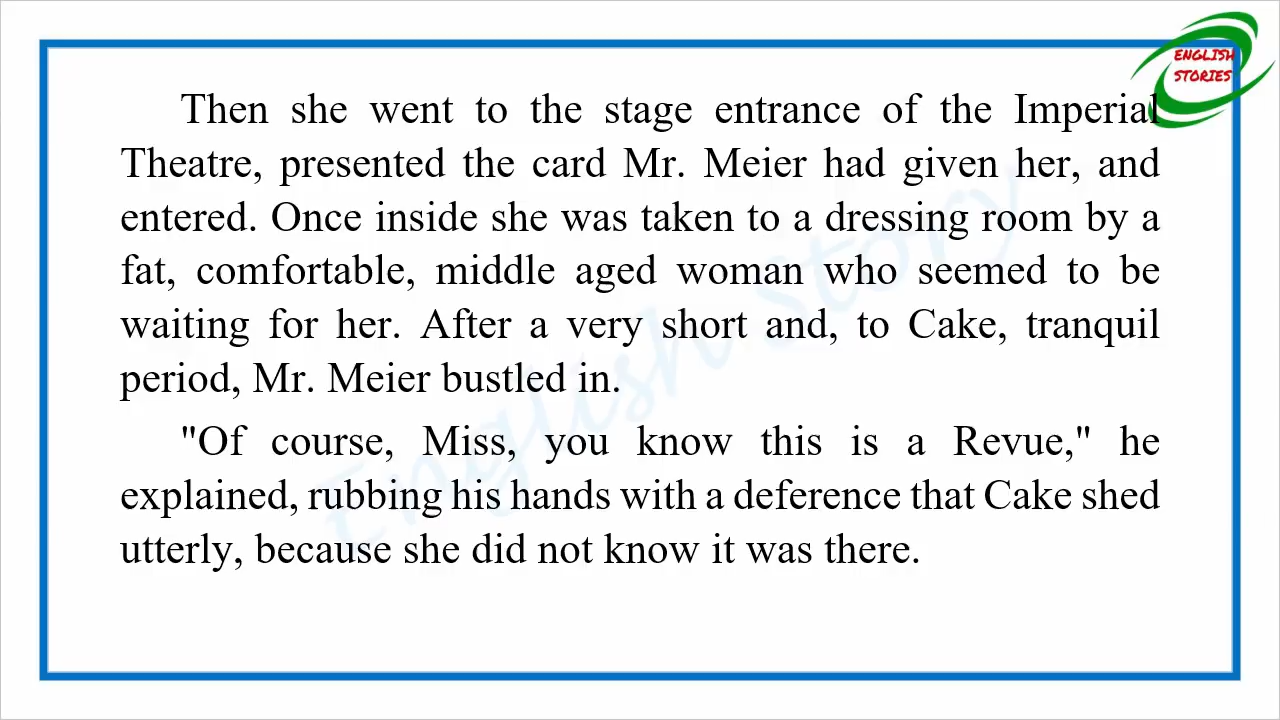 ENGLISH
STORIES
Then she went to the stage entrance of the Imperial
Theatre, presented the card Mr. Meier had given her, and
entered. Once inside she was taken to a dressing room by a
fat, comfortable, middle aged woman who seemed to be
waiting for her. After a very short and, to Cake, tranquil
period, Mr. Meier bustled in.
"Of course, Miss, you know this is a Revue," he
explained, rubbing his hands with a deference that Cake shed
utterly, because she did not know it was there.
English Story